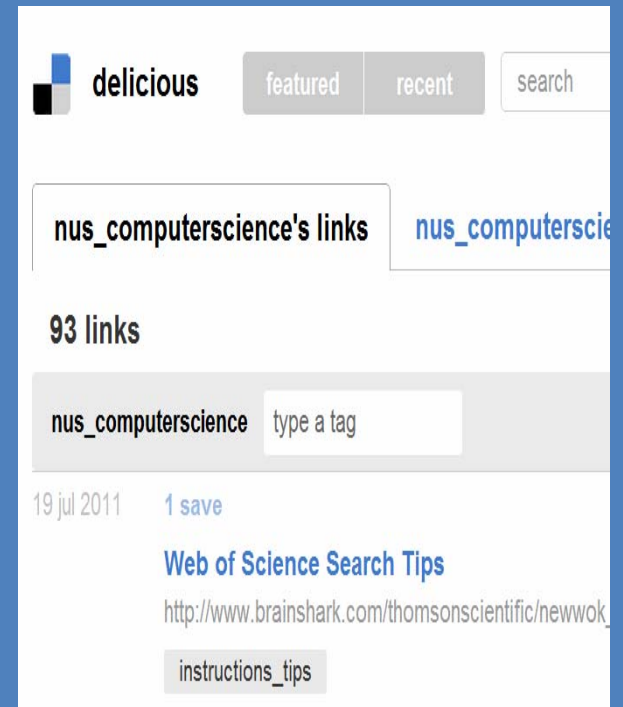 delicious featured recent search
nus_computerscience's links nus_computerscie
93 links
nus_computerscience type a tag
19 jul 2011 1 save
Web of Science Search Tips
http://www.brainshark.com/thomsonscientific/newwok_
instructions_tips